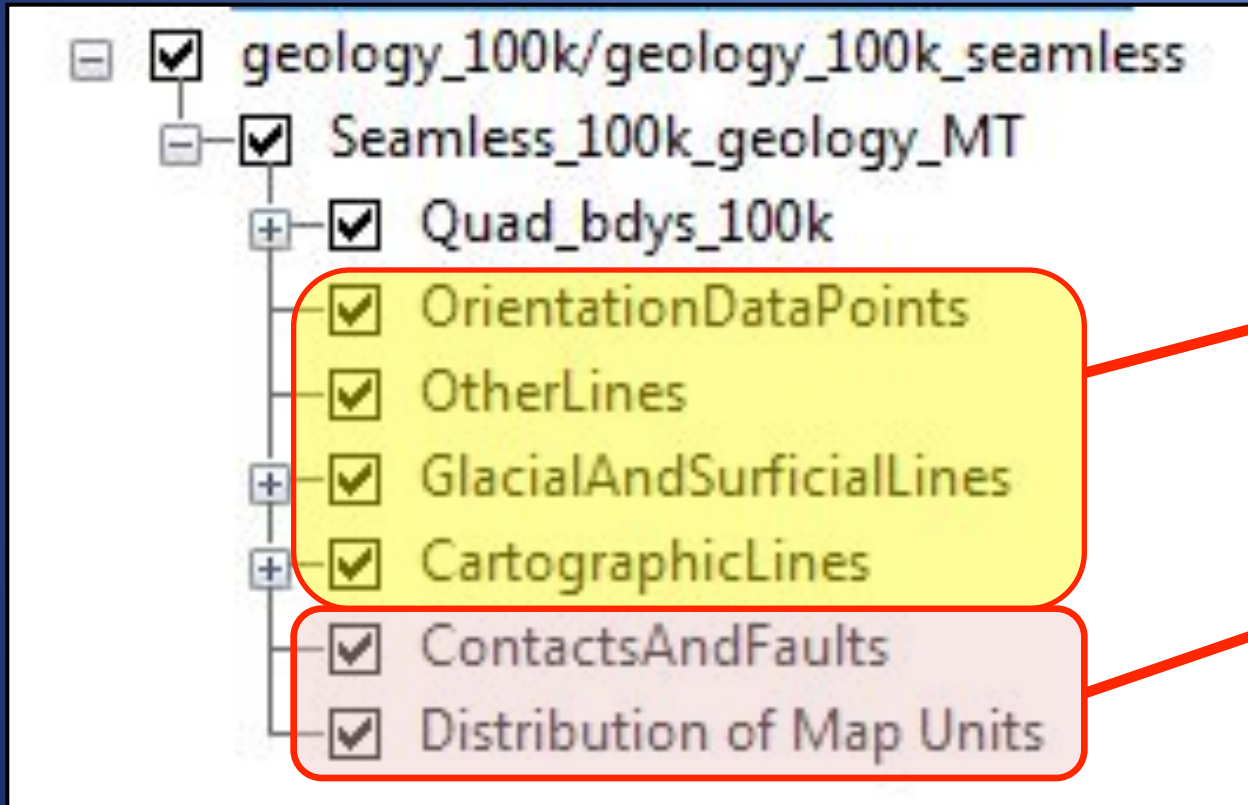 geology_100k/geology_100k_seamless
Seamless_100k_geology_MT
Quad_bdys_100k
OrientationDataPoints
OtherLines
GlacialAndSurficialLines
CartographicLines
ContactsAndFaults
Distribution of Map Units